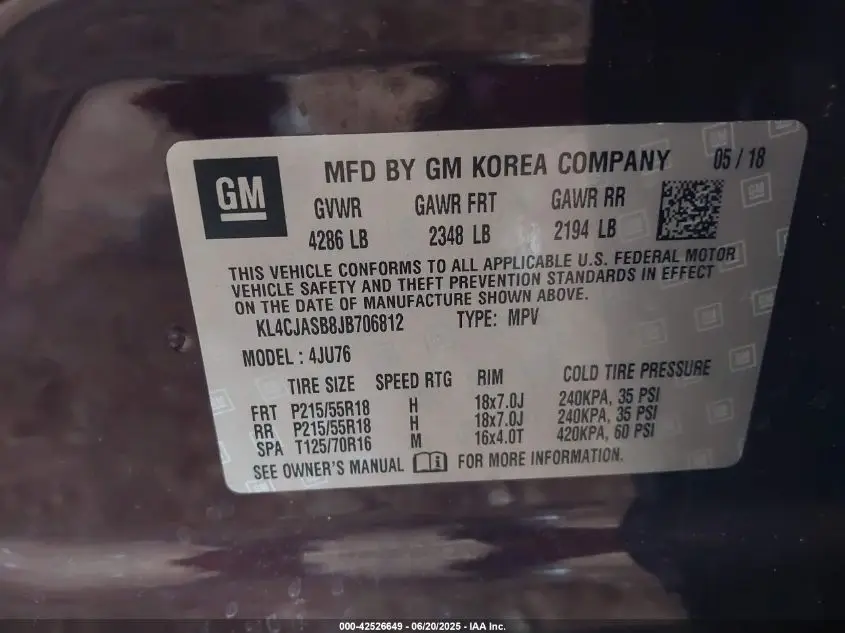 GM
MFD BY GM KOREA COMPANY 05 / 18
GVWR GAWR FRT GAWR RR
4286 LB 2348 LB 2194 LB
THIS VEHICLE CONFORMS TO ALL APPLICABLE U.S. FEDERAL MOTOR
VEHICLE SAFETY AND THEFT PREVENTION STANDARDS IN EFFECT
ON THE DATE OF MANUFACTURE SHOWN ABOVE.
KL4CJASB8JB706812 TYPE: MPV
MODEL : 4JU76
TIRE SIZE SPEED RTG RIM COLD TIRE PRESSURE
FRT P215/55R18 H 18x7.0J 240KPA, 35 PSI
RR P215/55R18 H 18x7.0J 240KPA, 35 PSI
SPA T125/70R16 M 16x4.0T 420KPA, 60 PSI
SEE OWNER'S MANUAL FOR MORE INFORMATION.
000-42526649 - 06/20/2025 - IAA Inc.